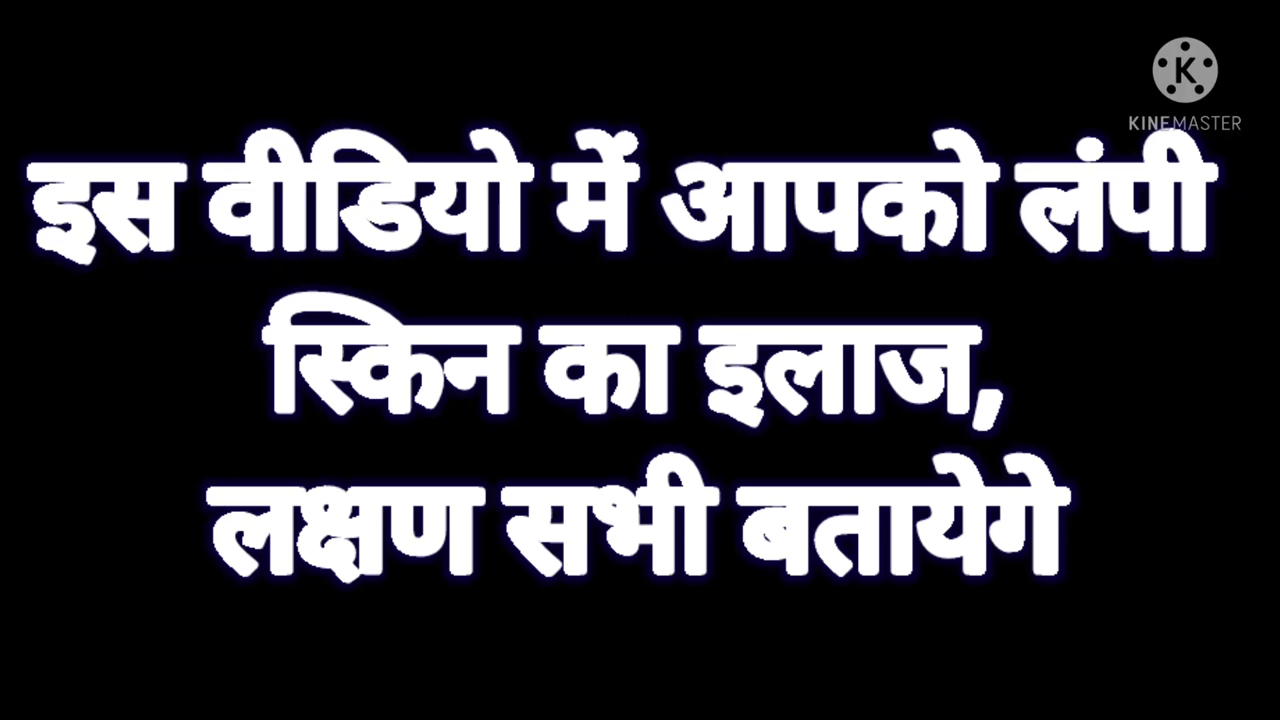 KINEMASTER
इस वीडियो में आपको लंपी
स्किन का इलाज,
लक्षण सभी बतायेगे